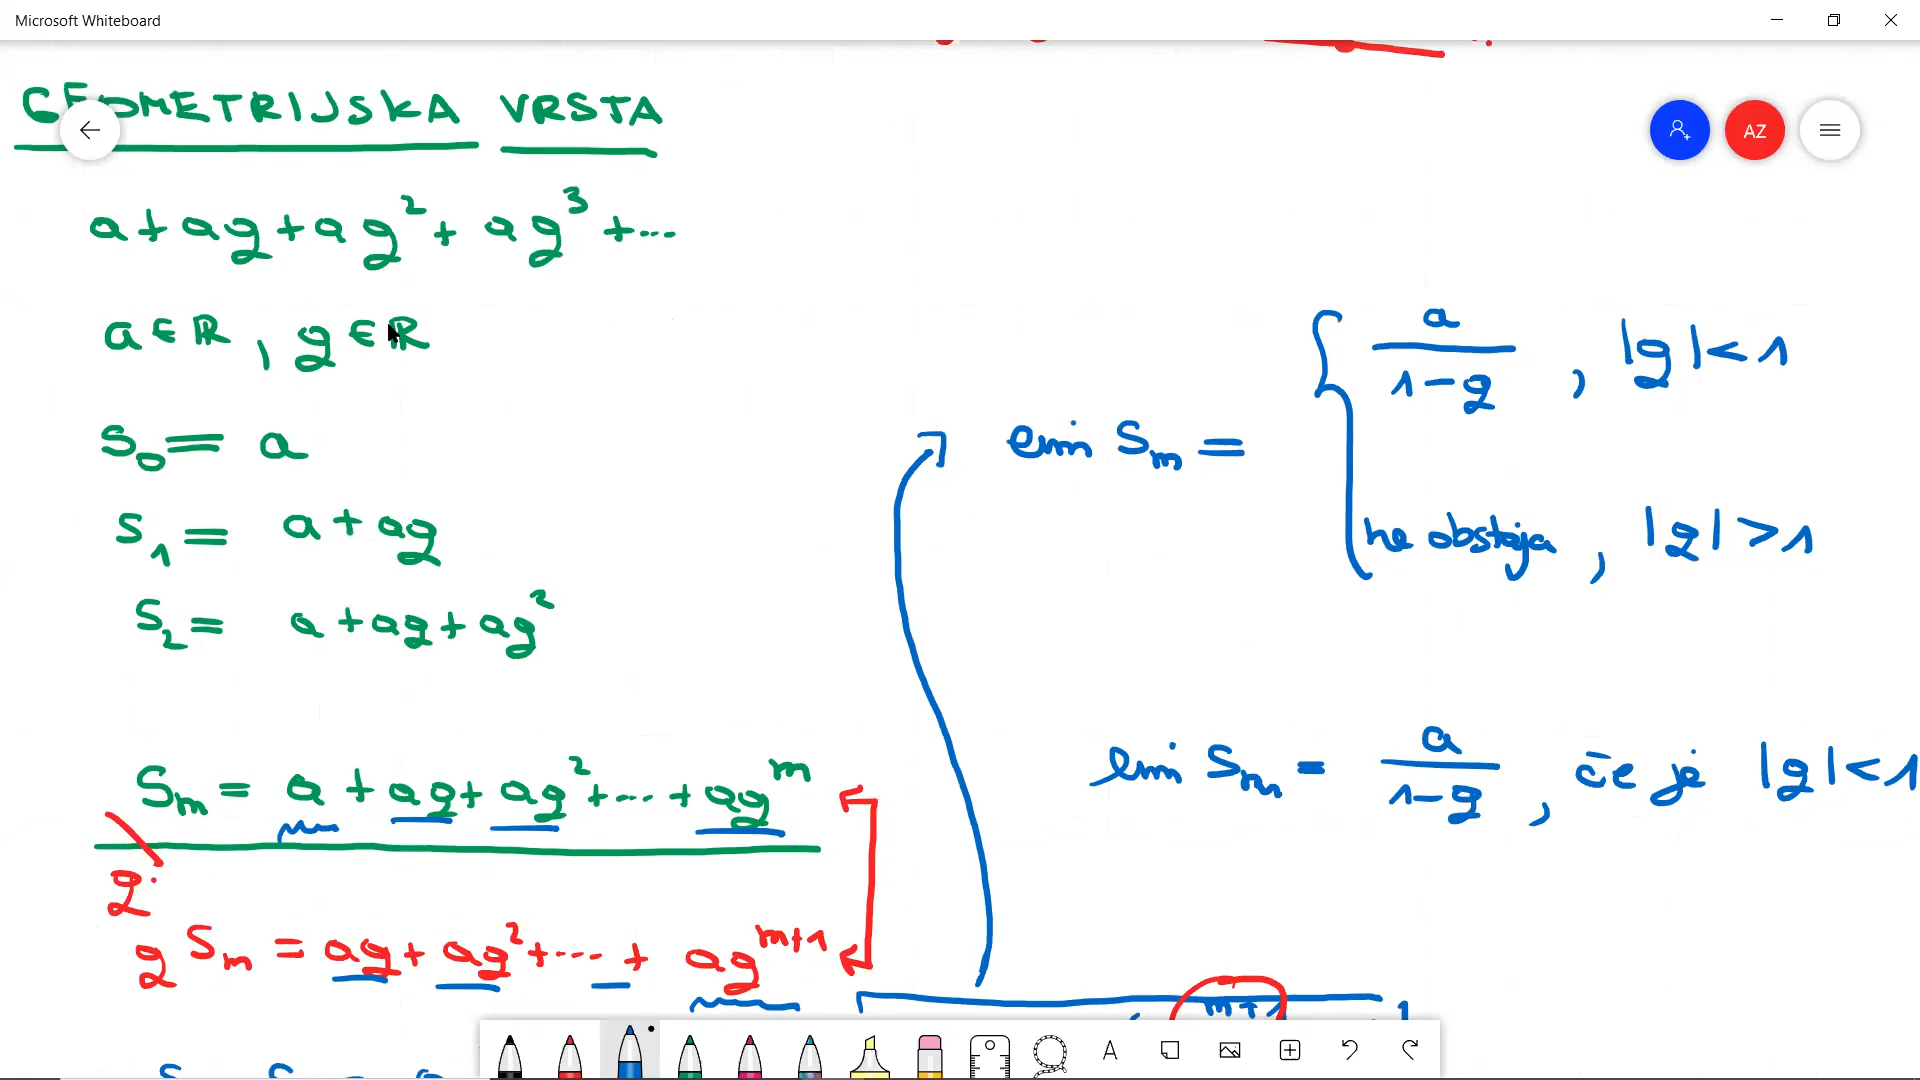 Microsoft Whiteboard
GEOMETRIJSKA VRSTA
a + aq + aq² + aq³ + ...
a ∈ ℝ, q ∈ ℝ
S₀ = a
S₁ = a + aq
S₂ = a + aq + aq²
Sₙ = a + aq + aq² + ... + aqⁿ
q·
q Sₙ = aq + aq² + ... + aqⁿ⁺¹
lim Sₙ = { a/(1-q), |q| < 1
ne obstaja, |q| > 1
lim Sₙ = a/(1-q), če je |q| < 1
n+1
AZ
A